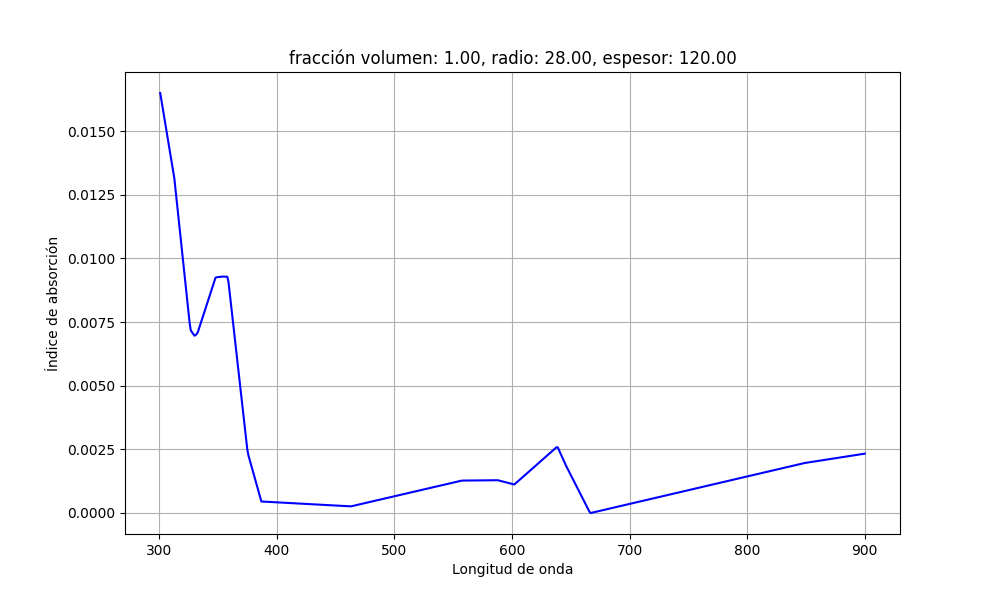 fracción volumen: 1.00, radio: 28.00, espesor: 120.00
Índice de absorción
0.0150
0.0125
0.0100
0.0075
0.0050
0.0025
0.0000
300 400 500 600 700 800 900
Longitud de onda